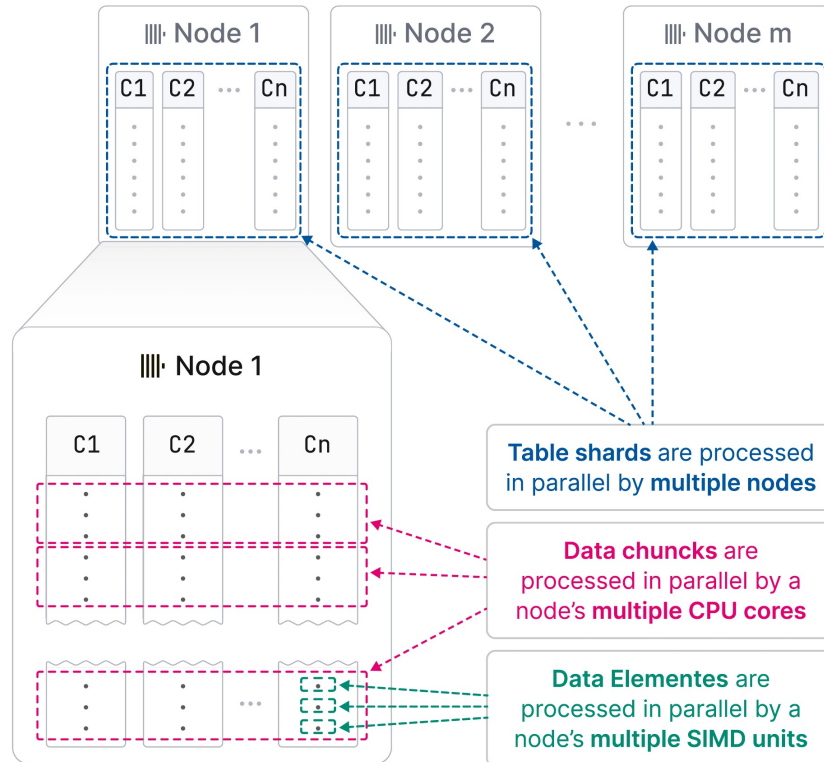 Node 1
Node 2
Node m
C1 C2 ... Cn
C1 C2 ... Cn
...
C1 C2 ... Cn
Node 1
C1 C2 ... Cn
Table shards are processed
in parallel by multiple nodes
Data chuncks are
processed in parallel by a
node's multiple CPU cores
...
Data Elementes are
processed in parallel by a
node's multiple SIMD units